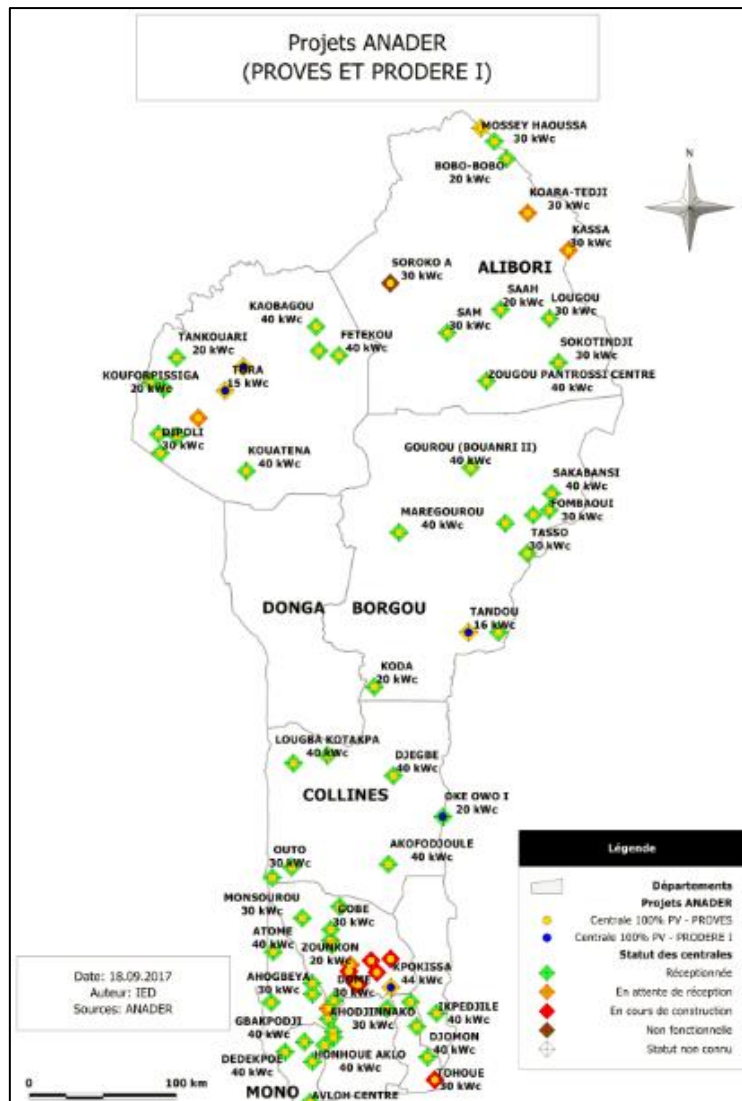 Projets ANADER
(PROVES ET PRODERE I)
N
MOSSEY HAOUSSA
30 kWc
BOBO-BOBO
20 kWc
KOARA-TEDJI
30 kWc
KASSA
30 kWc
SOROKO A
30 kWc
ALIBORI
SAAH
20 kWc
LOUGOU
30 kWc
SAM
30 kWc
KAOBAGOU
40 kWc
TANKOUARI
20 kWc
FETEKOU
40 kWc
SOKOTINDJI
30 kWc
KOUFORPISSIGA
20 kWc
TORA
15 kWc
ZOUGOU PANTROSSI CENTRE
40 kWc
DIPOLI
30 kWc
KOUATENA
40 kWc
GOUROU (BOUANRI II)
40 kWc
SAKABANSI
40 kWc
MAREGOUROU
40 kWc
FOMBAOUI
30 kWc
TASSO
30 kWc
DONGA
BORGOU
TANDOU
16 kWc
KODA
20 kWc
LOUGBA KOTAKPA
40 kWc
DJEGBE
40 kWc
COLLINES
OKE OWO I
20 kWc
OUTO
30 kWc
AKOFODJOULE
40 kWc
MONSOUROU
30 kWc
GOBE
30 kWc
ATOME
40 kWc
ZOUNKON
20 kWc
KPOKISSA
44 kWc
AHOGBEYA
30 kWc
DOME
30 kWc
AHODJINNAKO
30 kWc
IKPEDJILE
40 kWc
GBAKPODJI
40 kWc
DJOMON
40 kWc
DEDEKPOE
40 kWc
HONHOUE AKLO
40 kWc
TOHOUE
30 kWc
MONO
AVLOH CENTRE
Légende
Départements
Projets ANADER
Centrale 100% PV - PROVES
Centrale 100% PV - PRODERE I
Statut des centrales
Réceptionnée
En attente de réception
En cours de construction
Non fonctionelle
Statut non connu
Date: 18.09.2017
Auteur: IED
Sources: ANADER
0 100 km